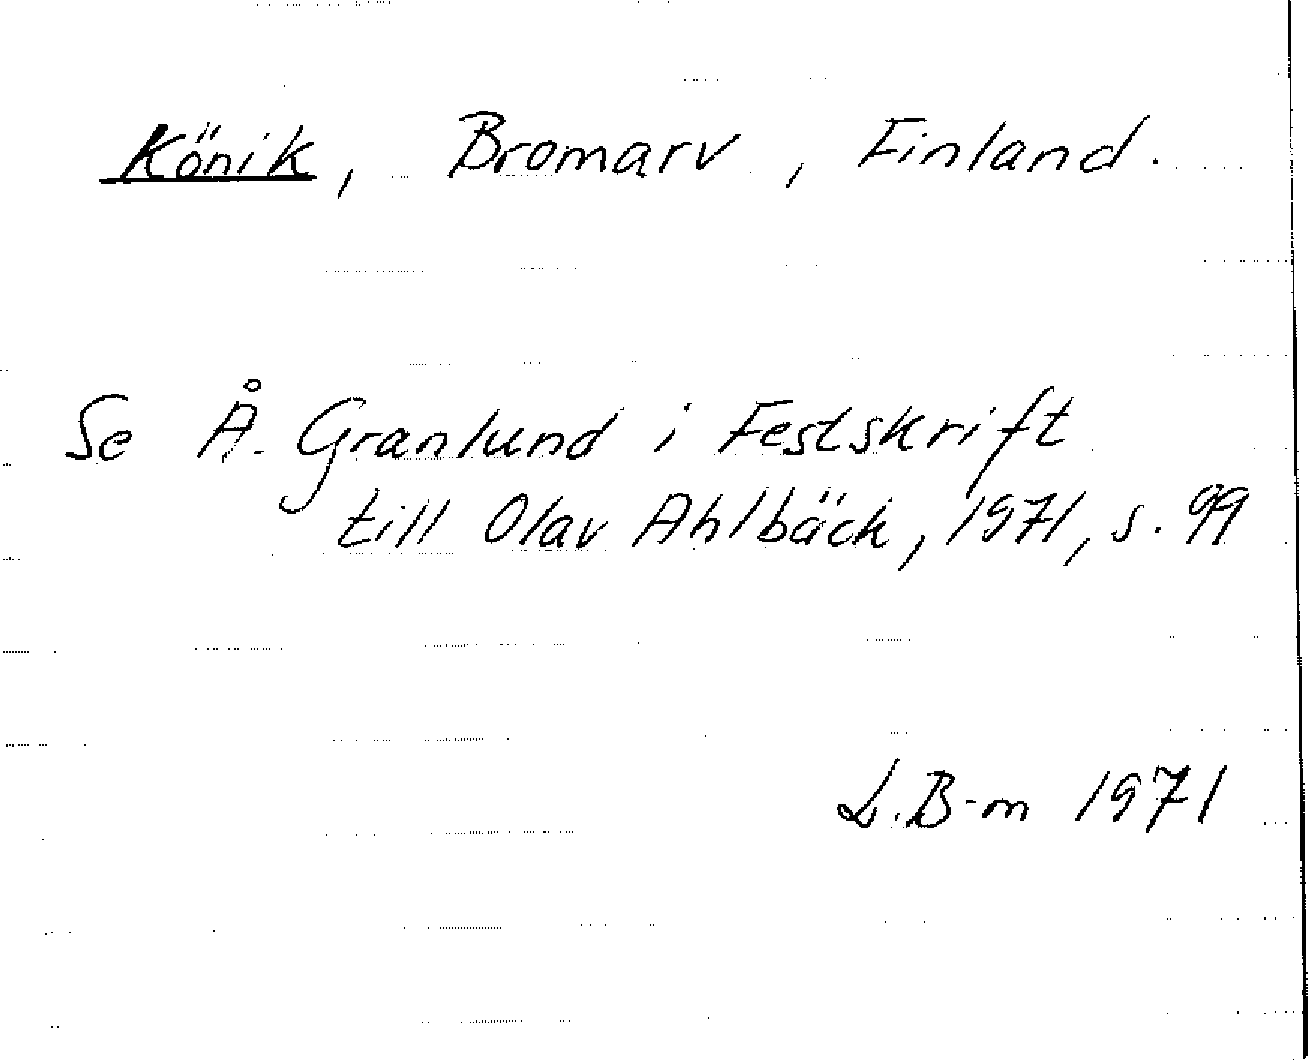 Könik, Bromarv, Finland.
Se Å. Granlund i Festskrift
till Olav Ahlbäck, 1971, s. 99
L.B-m 1971